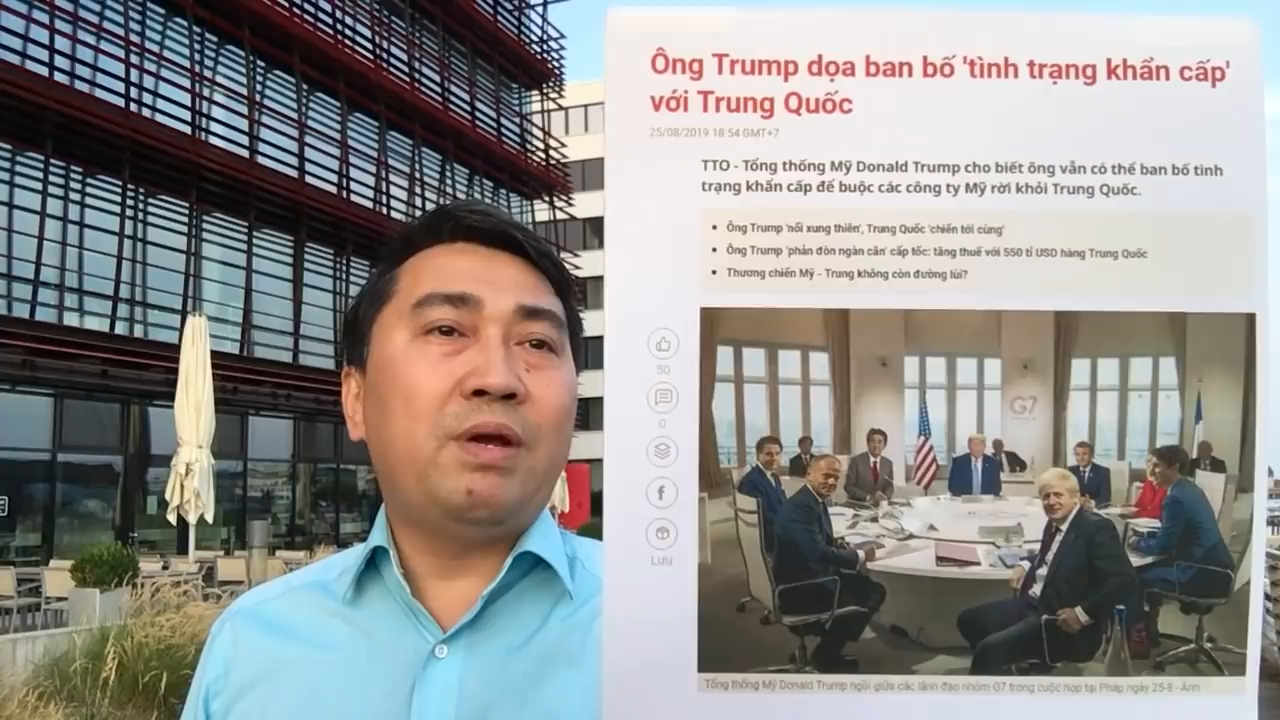 Ông Trump dọa ban bố 'tình trạng khẩn cấp'
với Trung Quốc
25/08/2019 18:54 GMT+7
TTO - Tổng thống Mỹ Donald Trump cho biết ông vẫn có thể ban bố tình
trạng khẩn cấp để buộc các công ty Mỹ rời khỏi Trung Quốc.
Ông Trump 'nổi xung thiên', Trung Quốc 'chiến tới cùng'
Ông Trump 'phản đòn ngàn cân' cấp tốc: tăng thuế với 550 tỉ USD hàng Trung Quốc
Thương chiến Mỹ - Trung không còn đường lùi?
50
0
Lưu
G7
Tổng thống Mỹ Donald Trump ngồi giữa các lãnh đạo nhóm G7 trong cuộc họp tại Pháp ngày 25-8 - Ảnh